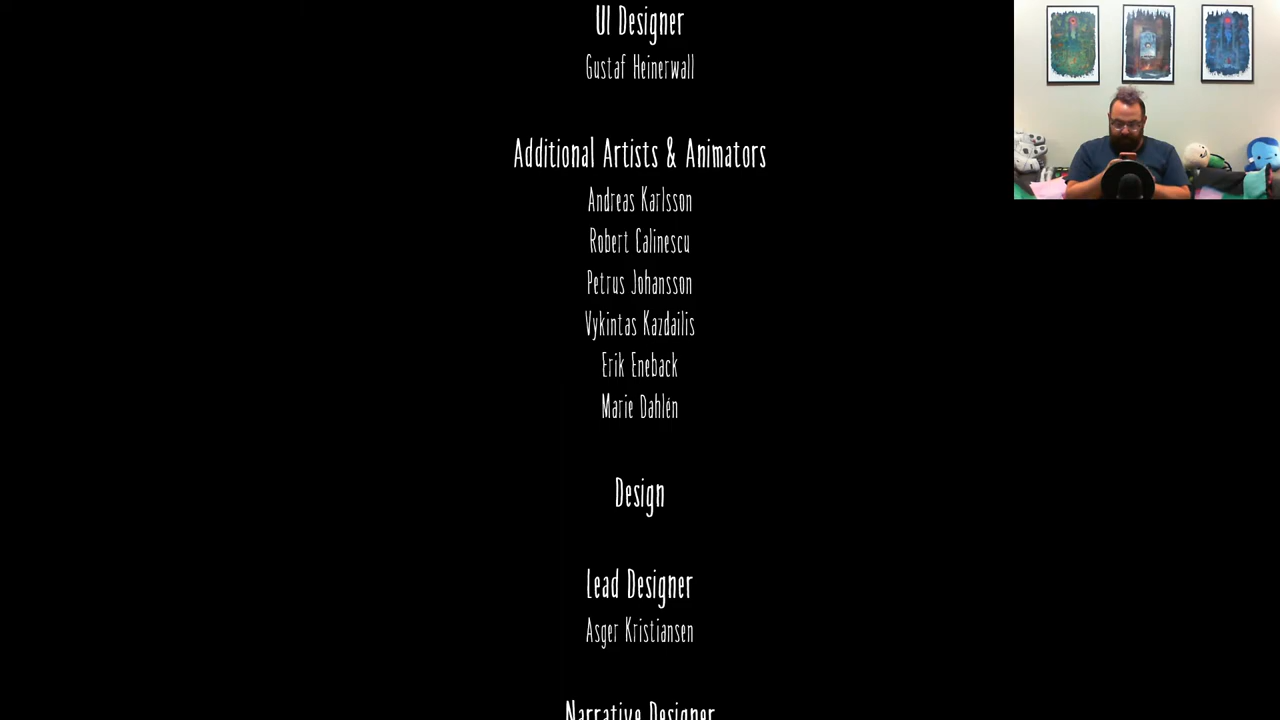 UI Designer
Gustaf Heinerwall
Additional Artists & Animators
Andreas Karlsson
Robert Calinescu
Petrus Johansson
Vykintas Kazdailis
Erik Eneback
Marie Dahlén
Design
Lead Designer
Asger Kristiansen
Narrative Designer